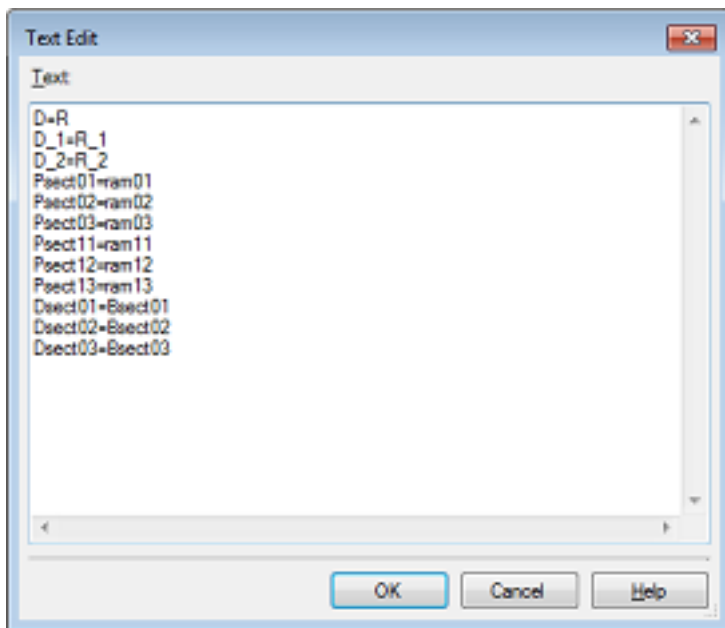 Text Edit
Text:
D=R
D_1=R_1
D_2=R_2
Psect01=ram01
Psect02=ram02
Psect03=ram03
Psect11=ram11
Psect12=ram12
Psect13=ram13
Dsect01=Bsect01
Dsect02=Bsect02
Dsect03=Bsect03
OK Cancel Help